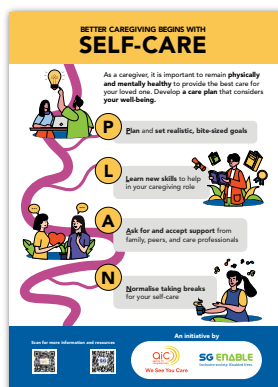 BETTER CAREGIVING BEGINS WITH
SELF-CARE
As a caregiver, it is important to remain physically
and mentally healthy to provide the best care for
your loved one. Develop a care plan that considers
your well-being.
P
Plan and set realistic, bite-sized goals
L
Learn new skills to help
in your caregiving role
A
Ask for and accept support from
family, peers, and care professionals
N
Normalise taking breaks
for your self-care
Scan for more information and resources
An initiative by
aic
We See You Care
SG ENABLE